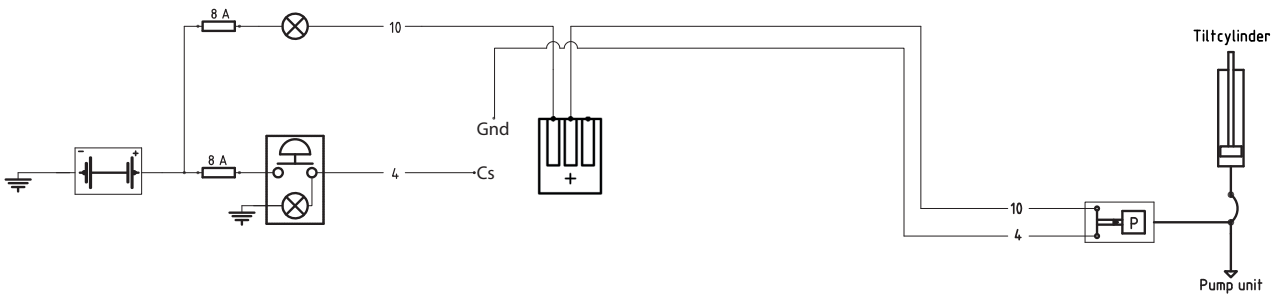 8 A
10
Tiltcylinder
Gnd
- +
8 A
4
Cs
+
10
4
P
Pump unit